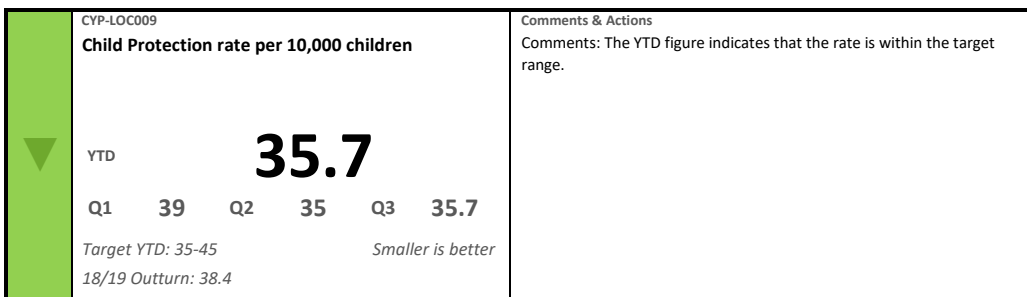 CYP-LOC009
Child Protection rate per 10,000 children
YTD 35.7
Q1 39 Q2 35 Q3 35.7
Target YTD: 35-45 Smaller is better
18/19 Outturn: 38.4
Comments & Actions
Comments: The YTD figure indicates that the rate is within the target
range.